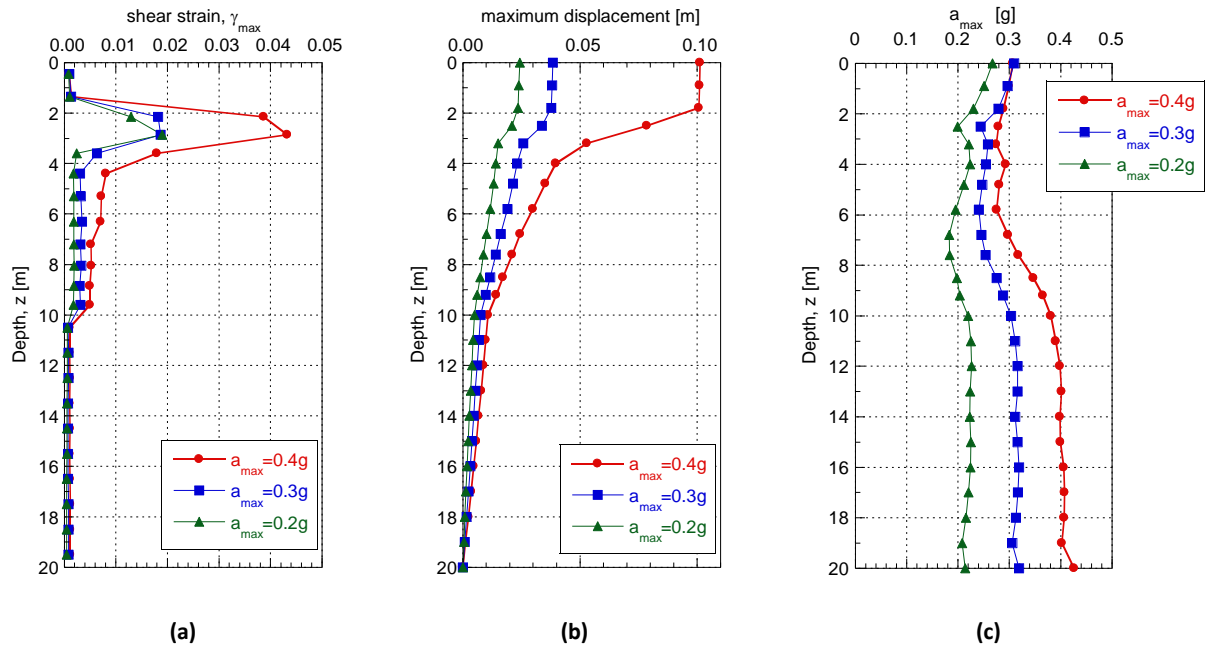 shear strain, γmax
0.00 0.01 0.02 0.03 0.04 0.05
0
2
4
6
8
10
12
14
16
18
20
Depth, z [m]
amax=0.4g
amax=0.3g
amax=0.2g
(a)
maximum displacement [m]
0.00 0.05 0.10
0
2
4
6
8
10
12
14
16
18
20
Depth, z [m]
amax=0.4g
amax=0.3g
amax=0.2g
(b)
amax [g]
0 0.1 0.2 0.3 0.4 0.5
0
2
4
6
8
10
12
14
16
18
20
Depth, z [m]
amax=0.4g
amax=0.3g
amax=0.2g
(c)